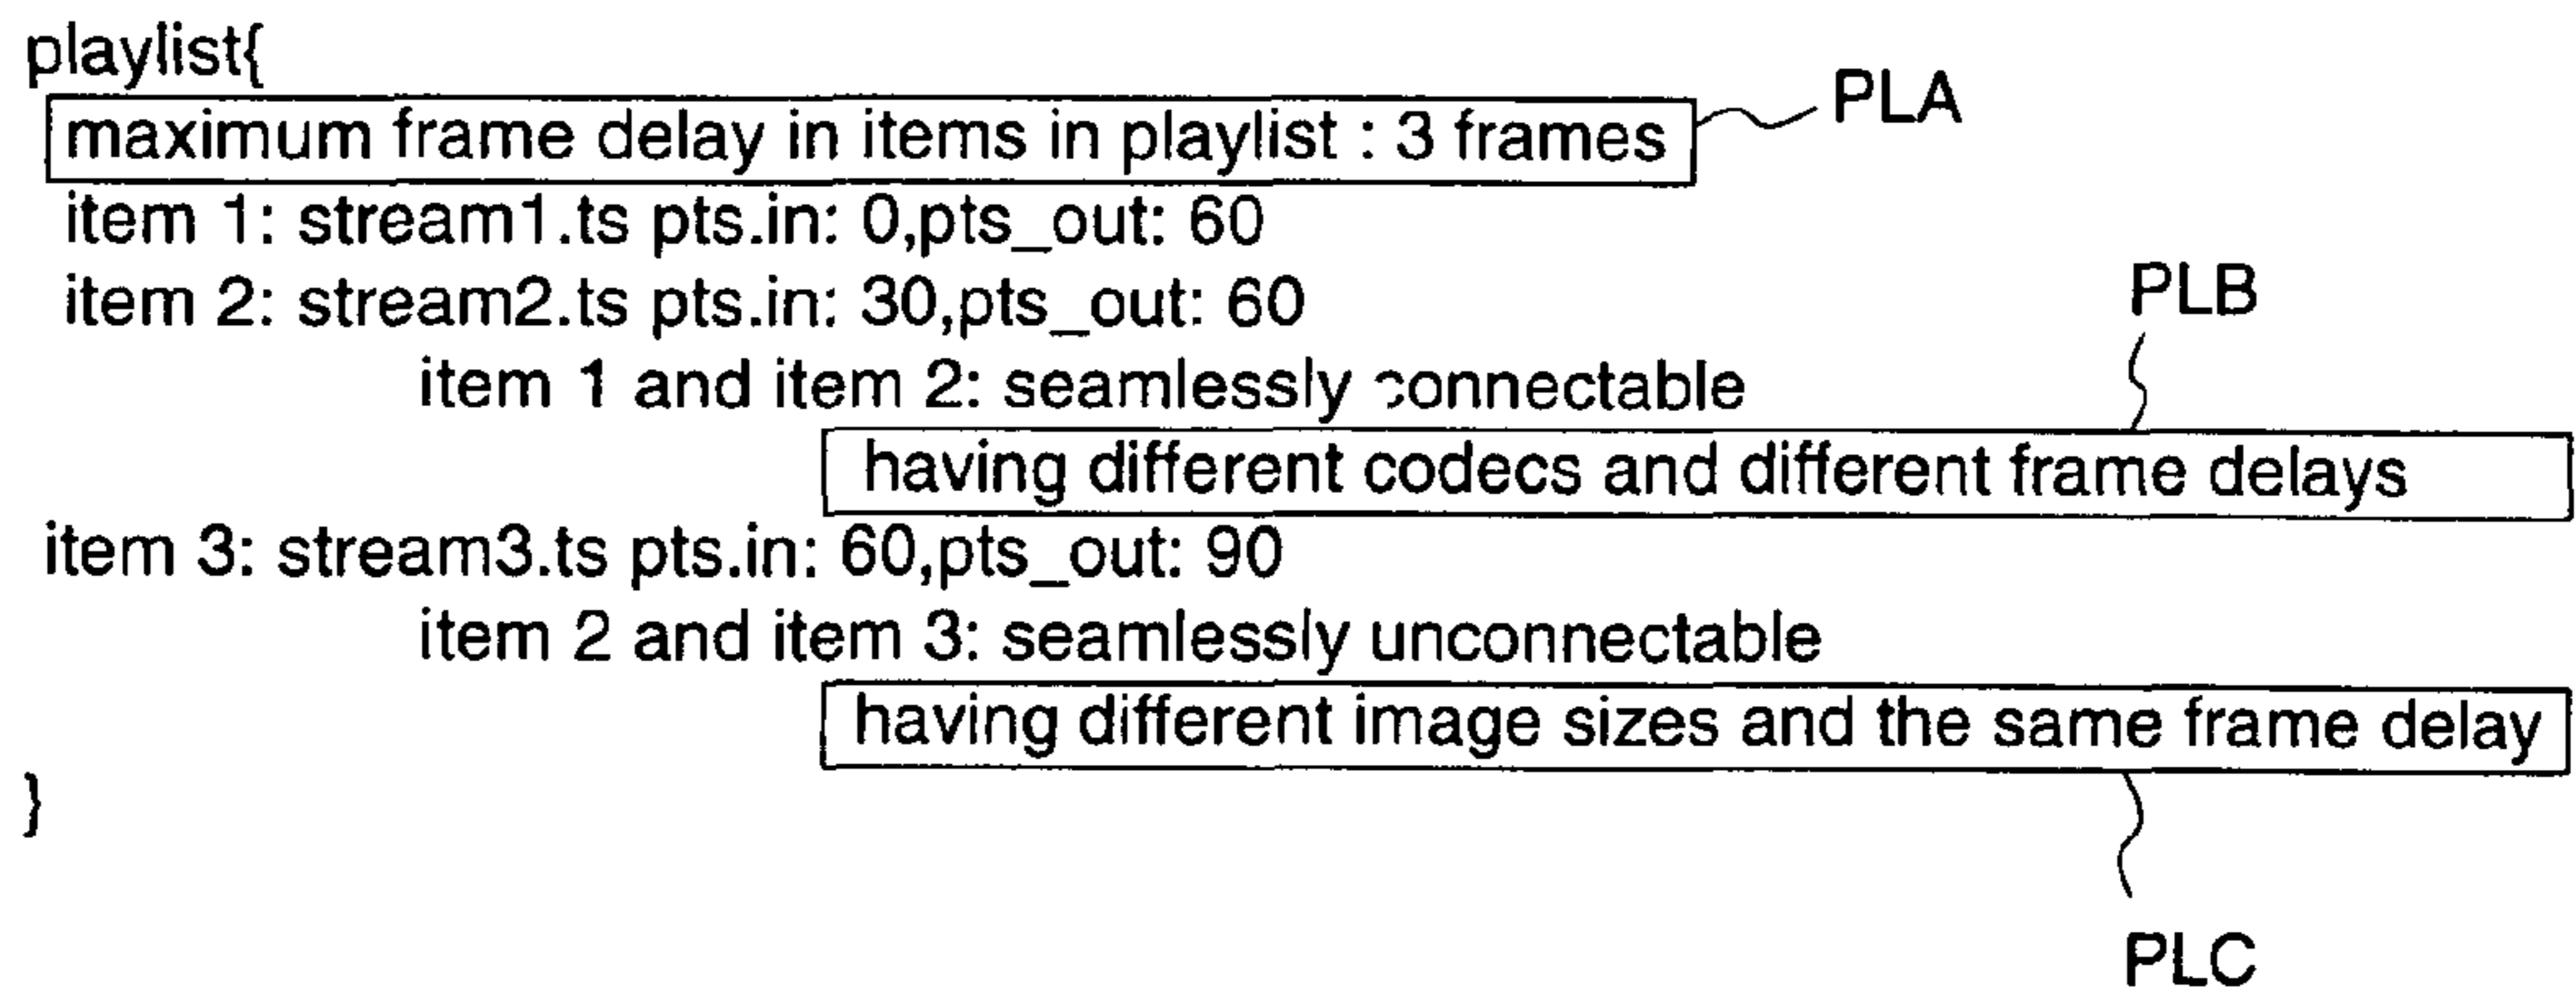 playlist{
maximum frame delay in items in playlist : 3 frames PLA
item 1: stream1.ts pts.in: 0,pts_out: 60
item 2: stream2.ts pts.in: 30,pts_out: 60
PLB
item 1 and item 2: seamlessly connectable
having different codecs and different frame delays
item 3: stream3.ts pts.in: 60,pts_out: 90
item 2 and item 3: seamlessly unconnectable
having different image sizes and the same frame delay
}
PLC